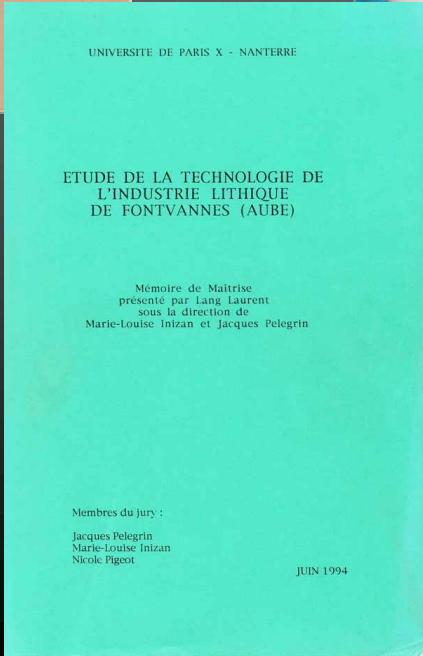 UNIVERSITE DE PARIS X - NANTERRE
ETUDE DE LA TECHNOLOGIE DE
L'INDUSTRIE LITHIQUE
DE FONTVANNES (AUBE)
Mémoire de Maîtrise
présenté par Lang Laurent
sous la direction de
Marie-Louise Inizan et Jacques Pelegrin
Membres du jury :
Jacques Pelegrin
Marie-Louise Inizan
Nicole Pigeot
JUIN 1994